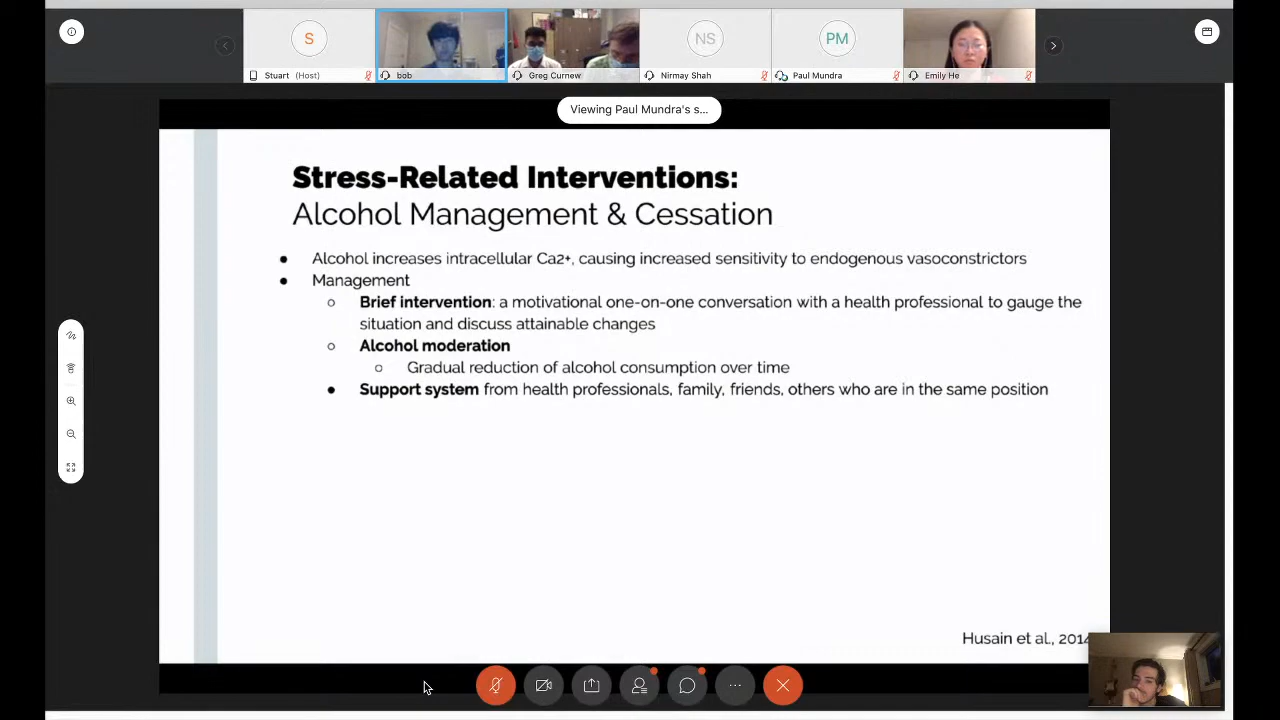 S
NS
PM
Stuart (Host)
bob
Greg Curnew
Nirmay Shah
Paul Mundra
Emily He
Viewing Paul Mundra's s...
Stress-Related Interventions:
Alcohol Management & Cessation
● Alcohol increases intracellular Ca2+, causing increased sensitivity to endogenous vasoconstrictors
● Management
○ Brief intervention: a motivational one-on-one conversation with a health professional to gauge the
situation and discuss attainable changes
○ Alcohol moderation
○ Gradual reduction of alcohol consumption over time
● Support system from health professionals, family, friends, others who are in the same position
Husain et al., 2014